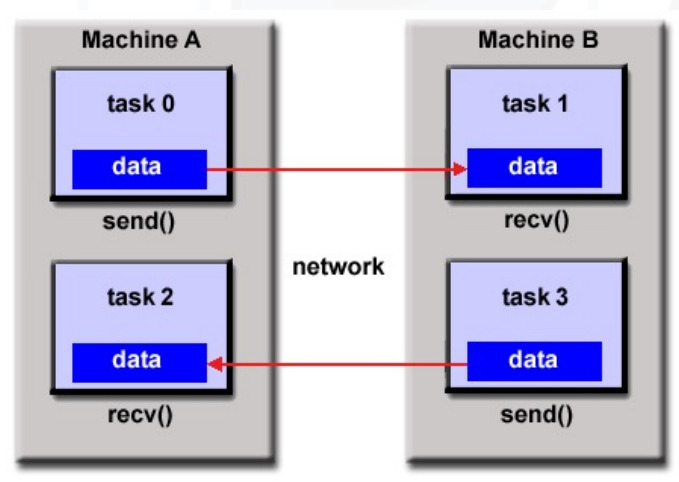 Machine A
task 0
data
send()
task 2
data
recv()
network
Machine B
task 1
data
recv()
task 3
data
send()